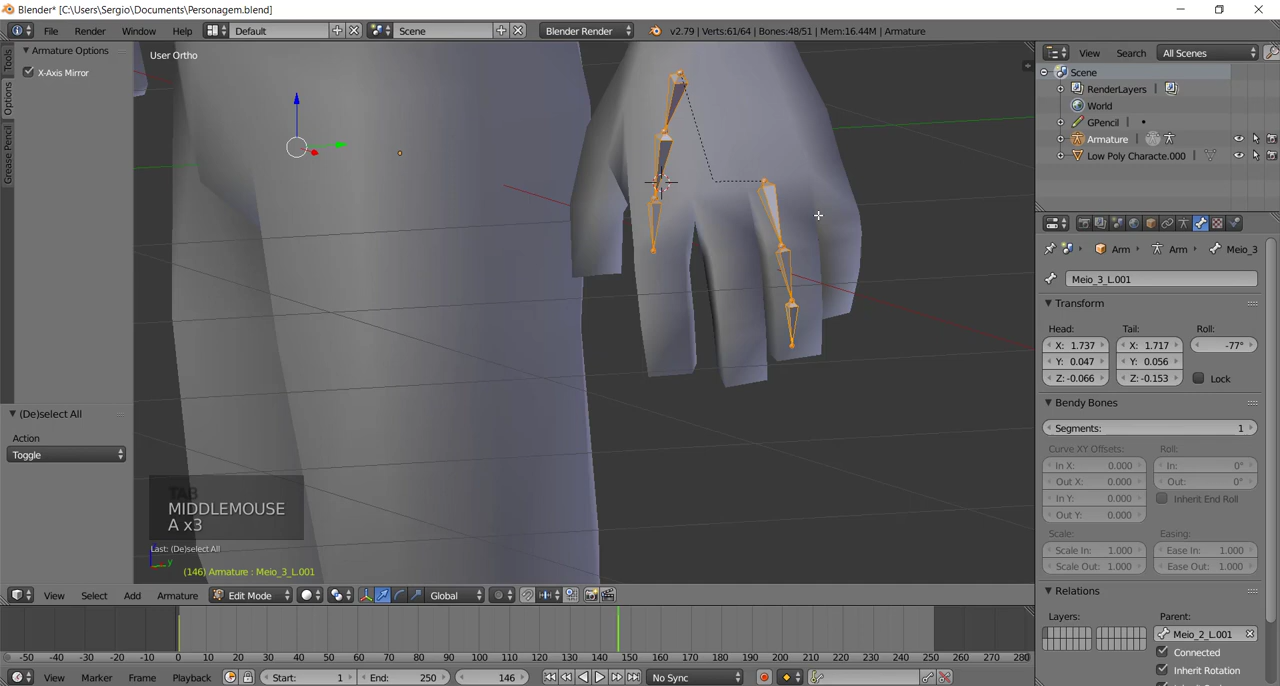 Blender* [C:\Users\Sergio\Documents\Personagem.blend]
File Render Window Help Default Scene Blender Render v2.79 | Verts:61/64 | Bones:48/51 | Mem:16.44M | Armature
Tools
Options
Grease Pencil
Armature Options
X-Axis Mirror
(De)select All
Action
Toggle
User Ortho
TAB
MIDDLEMOUSE
A x3
Last: (De)select All
y
(146) Armature : Meio_3_L.001
View Search All Scenes
Scene
RenderLayers
World
GPencil
Armature
Low Poly Characte.000
Arm Arm Meio_3
Meio_3_L.001
Transform
Head: Tail: Roll:
X: 1.737 X: 1.717 -77°
Y: 0.047 Y: 0.056
Z: -0.066 Z: -0.153 Lock
Bendy Bones
Segments: 1
Curve XY Offsets: Roll:
In X: 0.000 In: 0°
Out X: 0.000 Out: 0°
In Y: 0.000 Inherit End Roll
Out Y: 0.000
Scale: Easing:
Scale In: 1.000 Ease In: 1.000
Scale Out: 1.000 Ease Out: 1.000
Relations
Layers: Parent:
Meio_2_L.001
Connected
Inherit Rotation
View Select Add Armature Edit Mode Global
-50 -40 -30 -20 -10 0 10 20 30 40 50 60 70 80 90 100 110 120 130 140 150 160 170 180 190 200 210 220 230 240 250 260 270 280
View Marker Frame Playback Start: 1 End: 250 146 No Sync